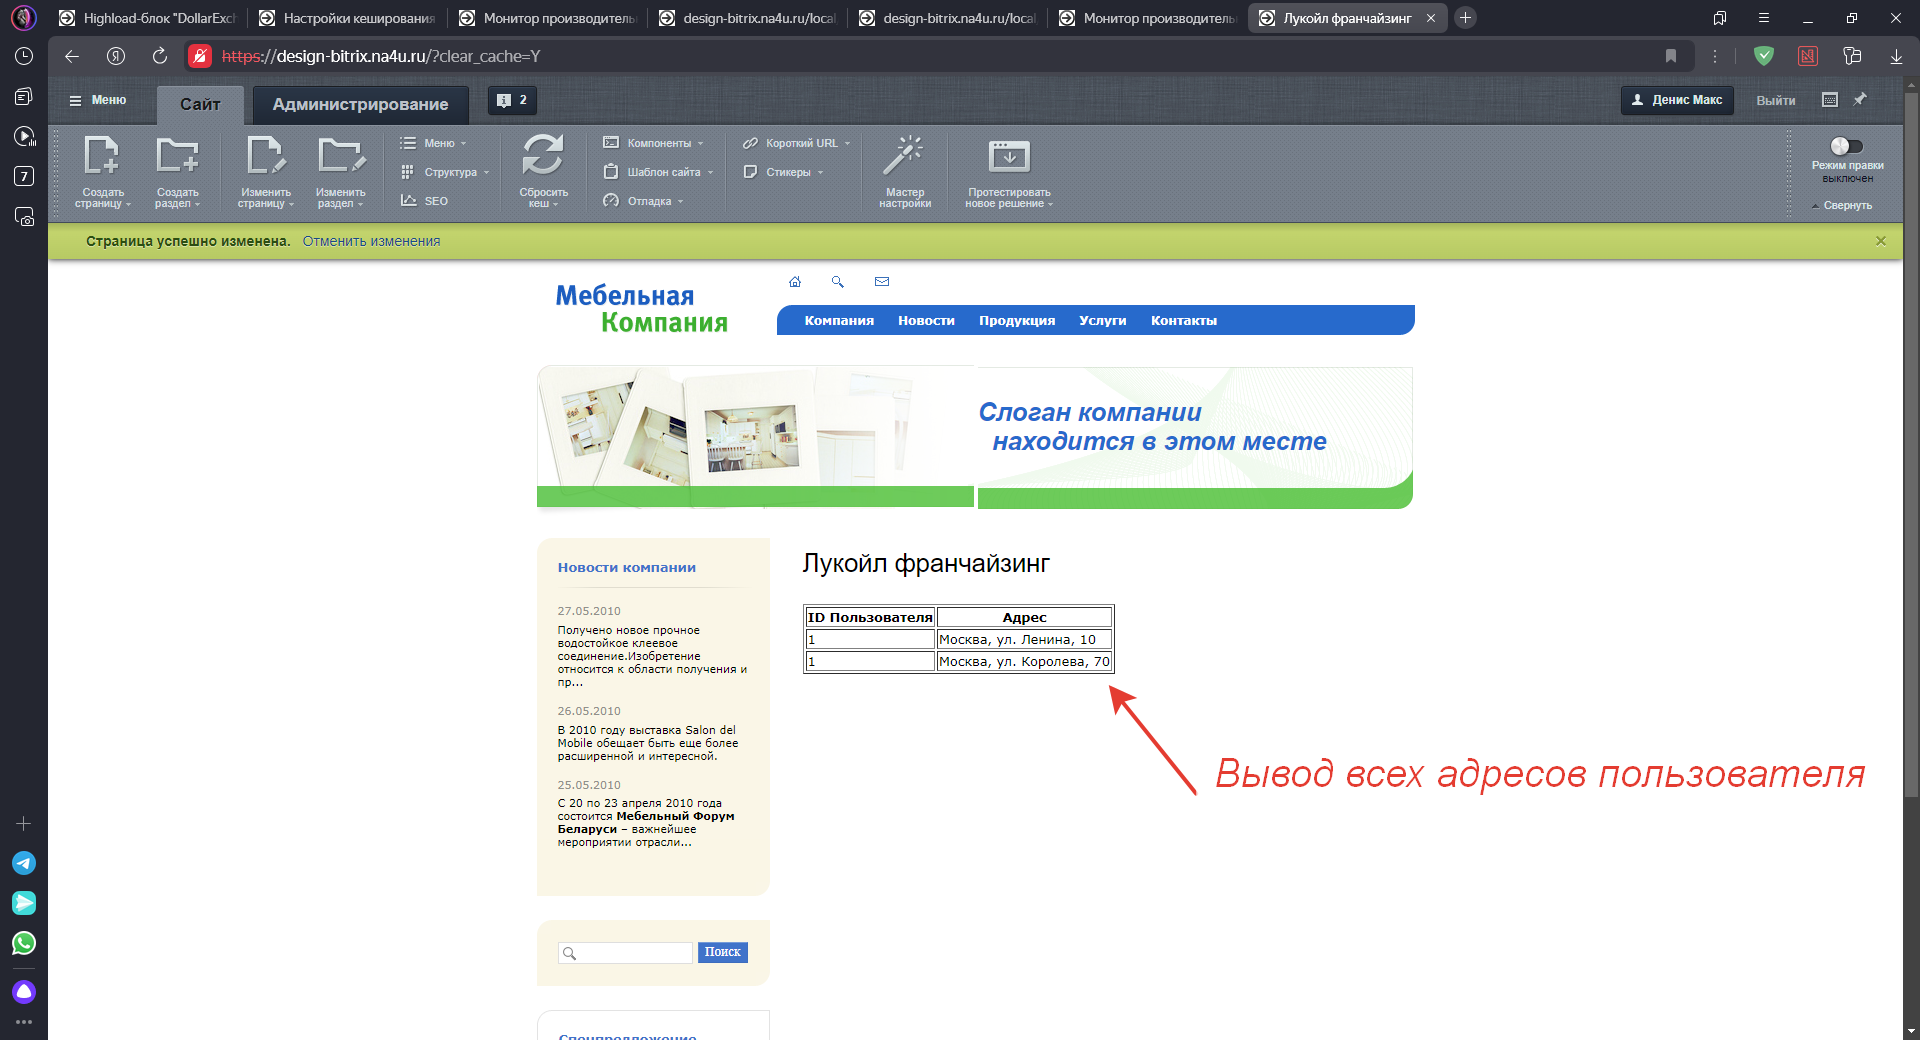 Highload-блок "DollarExch
Настройки кеширования
Монитор производитель
design-bitrix.na4u.ru/local
design-bitrix.na4u.ru/local
Монитор производитель
Лукойл франчайзинг
https://design-bitrix.na4u.ru/?clear_cache=Y
Меню
Сайт
Администрирование
2
Денис Макс
Выйти
7
Создать страницу
Создать раздел
Изменить страницу
Изменить раздел
Меню
Структура
SEO
Сбросить кеш
Компоненты
Шаблон сайта
Отладка
Короткий URL
Стикеры
Мастер настройки
Протестировать новое решение
Режим правки
выключен
Свернуть
Страница успешно изменена. Отменить изменения
Мебельная
Компания
Компания Новости Продукция Услуги Контакты
Слоган компании
находится в этом месте
Новости компании
27.05.2010
Получено новое прочное
водостойкое клеевое
соединение.Изобретение
относится к области получения и
пр...
26.05.2010
В 2010 году выставка Salon del
Mobile обещает быть еще более
расширенной и интересной.
25.05.2010
С 20 по 23 апреля 2010 года
состоится Мебельный Форум
Беларуси – важнейшее
мероприятии отрасли...
Поиск
Спецпредложение
Лукойл франчайзинг
ID Пользователя Адрес
1 Москва, ул. Ленина, 10
1 Москва, ул. Королева, 70
Вывод всех адресов пользователя